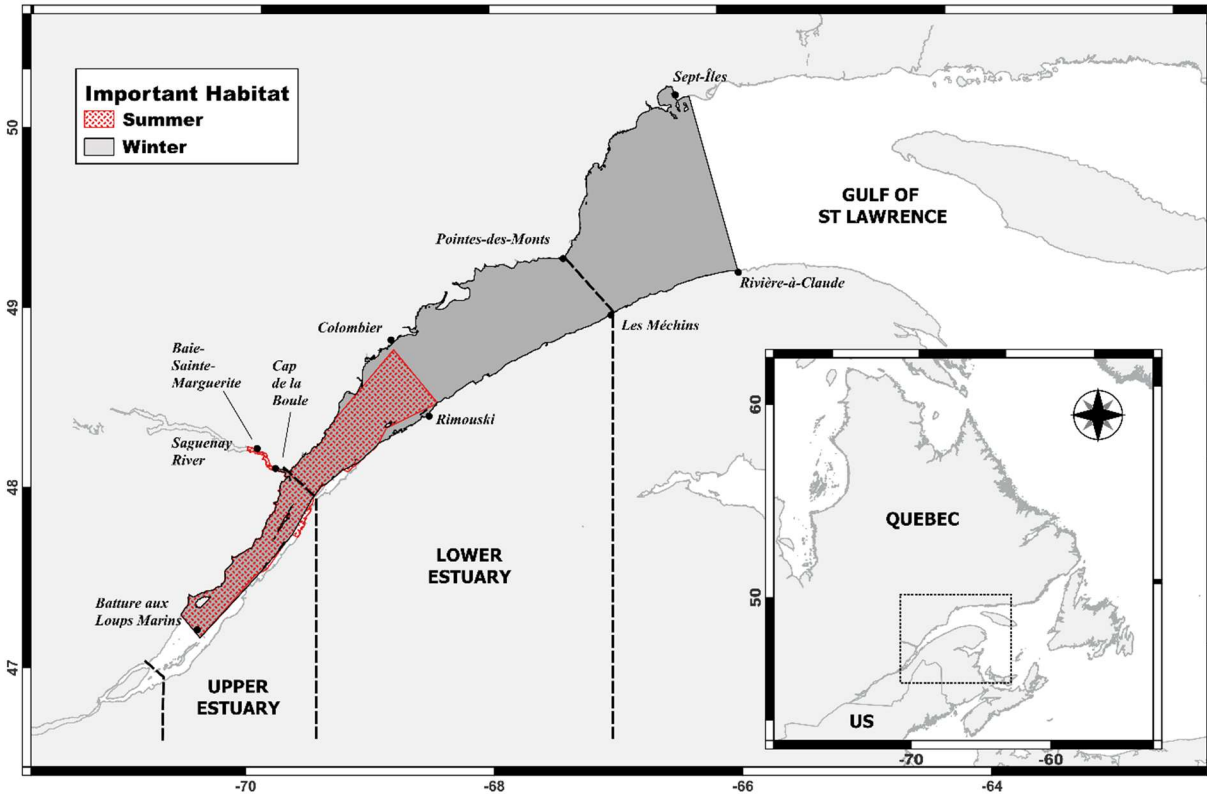 Important Habitat
Summer
Winter
Sept-Îles
GULF OF
ST LAWRENCE
Pointes-des-Monts
Rivière-à-Claude
Les Méchins
Colombier
Baie-
Sainte-
Marguerite
Cap
de la
Boule
Rimouski
Saguenay
River
LOWER
ESTUARY
Batture aux
Loups Marins
UPPER
ESTUARY
50
49
48
47
-70
-68
-66
-64
QUEBEC
US
60
50
-70
-60